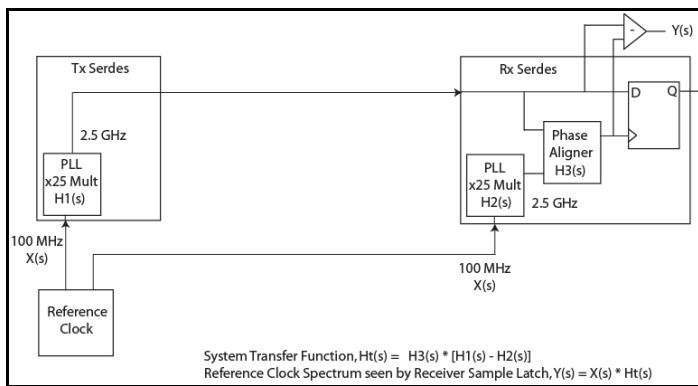 Y(s)
-
Tx Serdes
Rx Serdes
D Q
2.5 GHz
Phase
Aligner
H3(s)
PLL
x25 Mult
H1(s)
PLL
x25 Mult
H2(s)
2.5 GHz
100 MHz
X(s)
100 MHz
X(s)
Reference
Clock
System Transfer Function, Ht(s) = H3(s) * [H1(s) - H2(s)]
Reference Clock Spectrum seen by Receiver Sample Latch, Y(s) = X(s) * Ht(s)